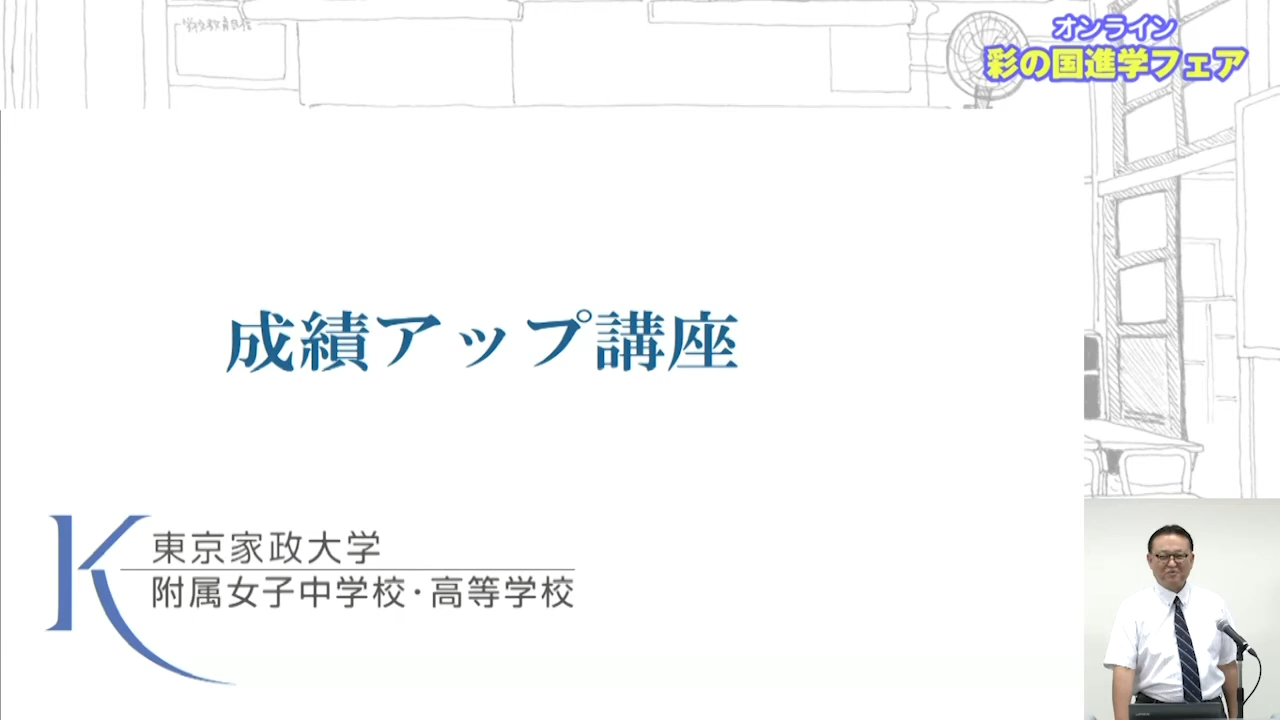 オンライン
彩の国進学フェア
成績アップ講座
東京家政大学
附属女子中学校・高等学校